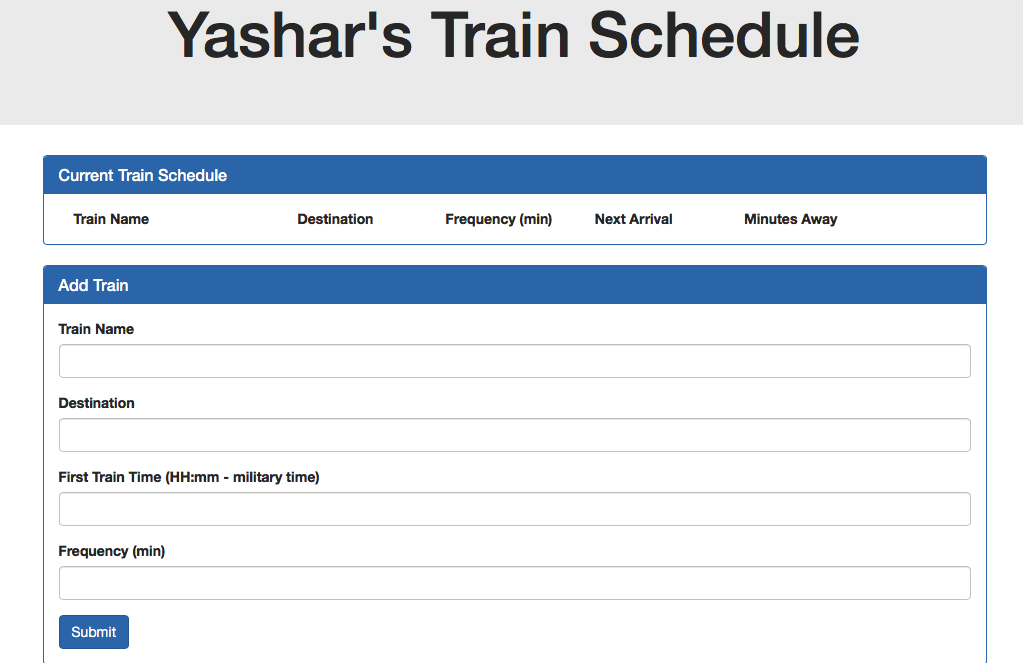 Yashar's Train Schedule
Current Train Schedule
Train Name Destination Frequency (min) Next Arrival Minutes Away
Add Train
Train Name
Destination
First Train Time (HH:mm - military time)
Frequency (min)
Submit